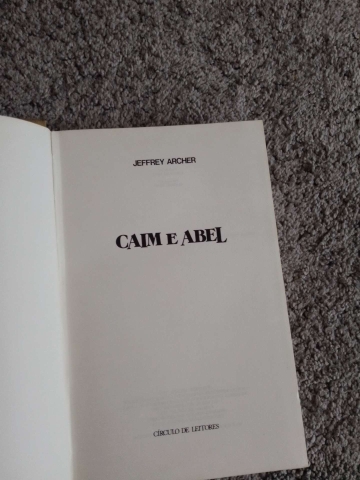 JEFFREY ARCHER
CAIM E ABEL
CÍRCULO DE LEITORES